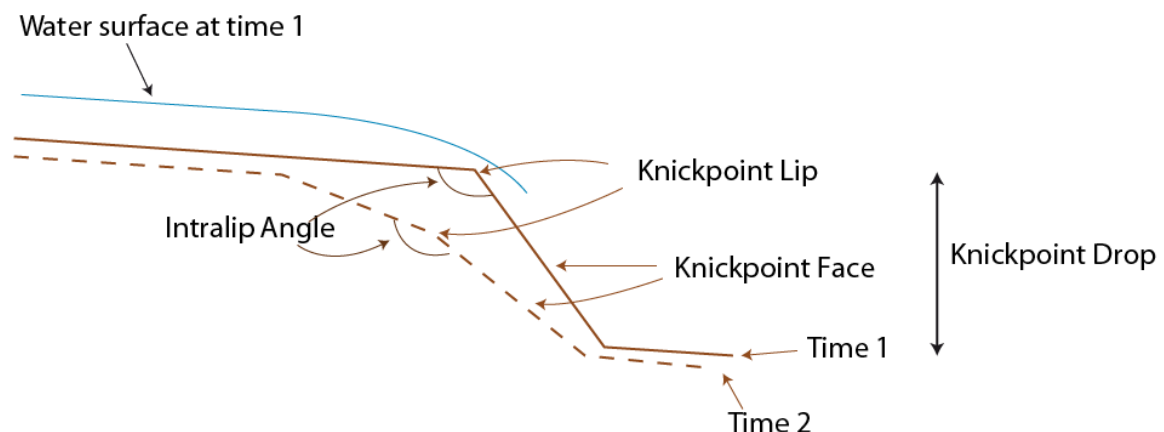 Water surface at time 1
Knickpoint Lip
Intralip Angle
Knickpoint Face
Knickpoint Drop
Time 1
Time 2